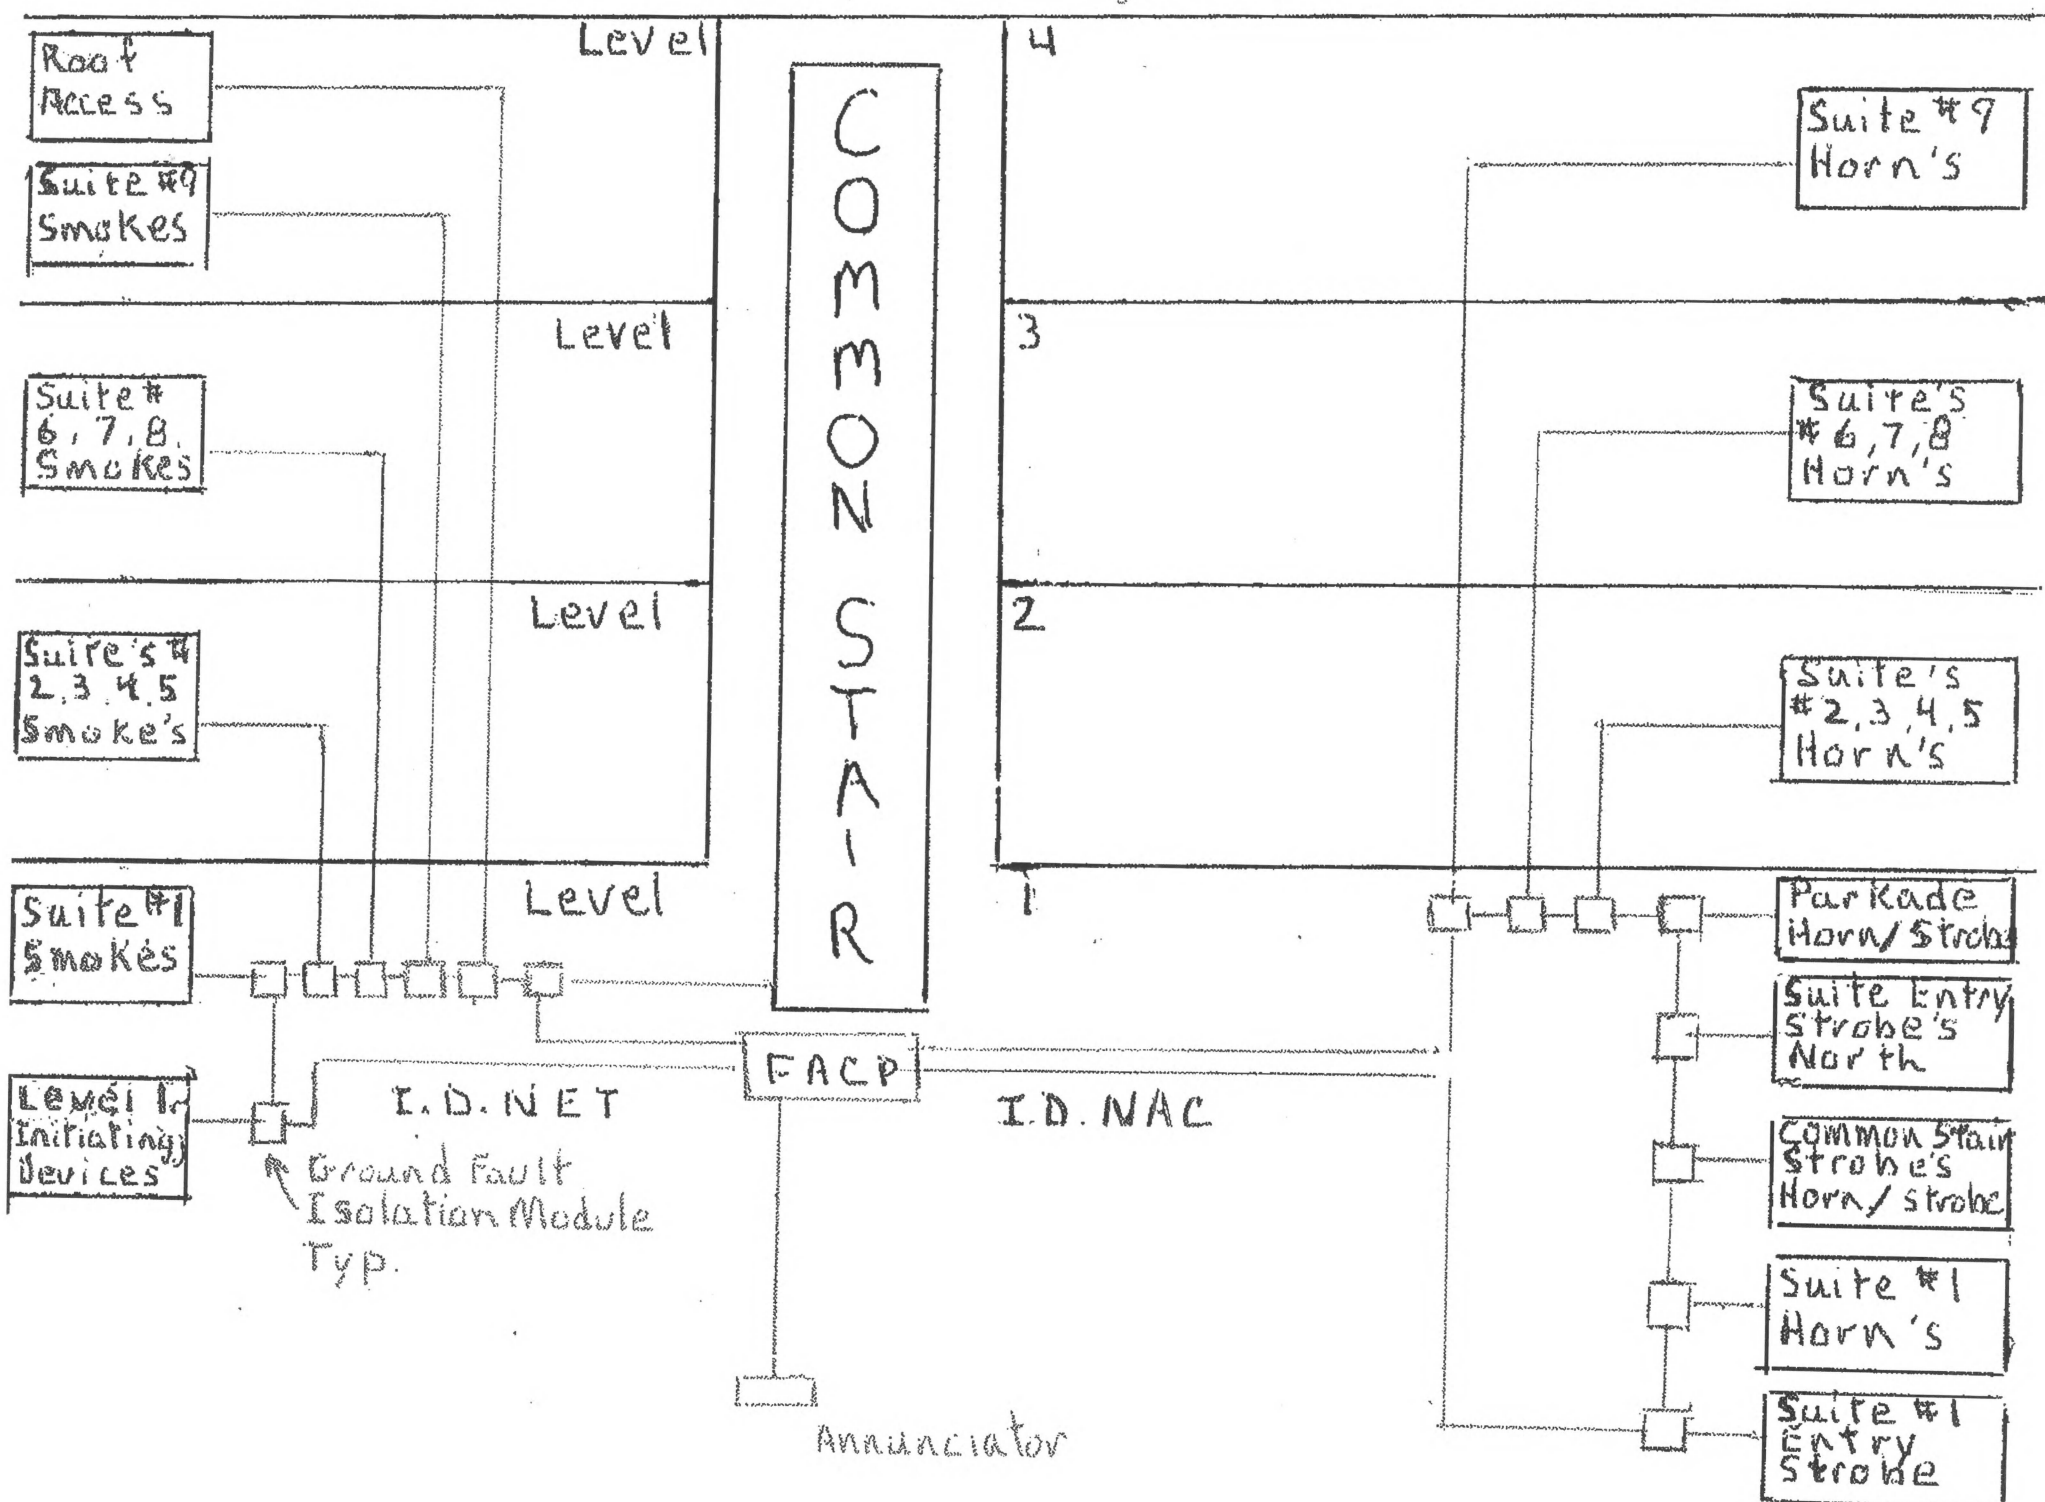 Level 4
Roof
Access
Suite #9
Smokes
COMMON STAIR
Suite #9
Horn's
Level 3
Suite #
6, 7, 8,
Smokes
Suite's
# 6, 7, 8
Horn's
Level 2
Suite's #
2, 3, 4, 5
Smoke's
Suite's
# 2, 3, 4, 5
Horn's
Level 1
Suite #1
Smokes
Level 1
Initiating
Devices
I.D. NET
Ground Fault
Isolation Module
Typ.
FACP
I.D. NAC
Annunciator
Parkade
Horn/Strobe
Suite Entry
Strobe's
North
Common Stair
Strobe's
Horn/strobe
Suite #1
Horn's
Suite #1
Entry
Strobe